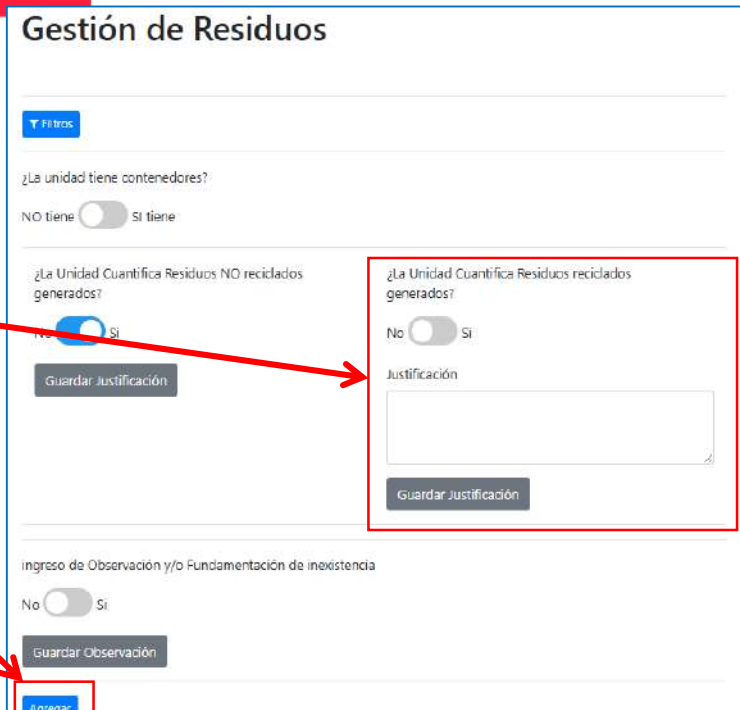 Gestión de Residuos
Filtros
¿La unidad tiene contenedores?
NO tiene SI tiene
¿La Unidad Cuantifica Residuos NO reciclados
generados?
No Si
Guardar Justificación
¿La Unidad Cuantifica Residuos reciclados
generados?
No Si
Justificación
Guardar Justificación
ingreso de Observación y/o Fundamentación de inexistencia
No Si
Guardar Observación
Agregar